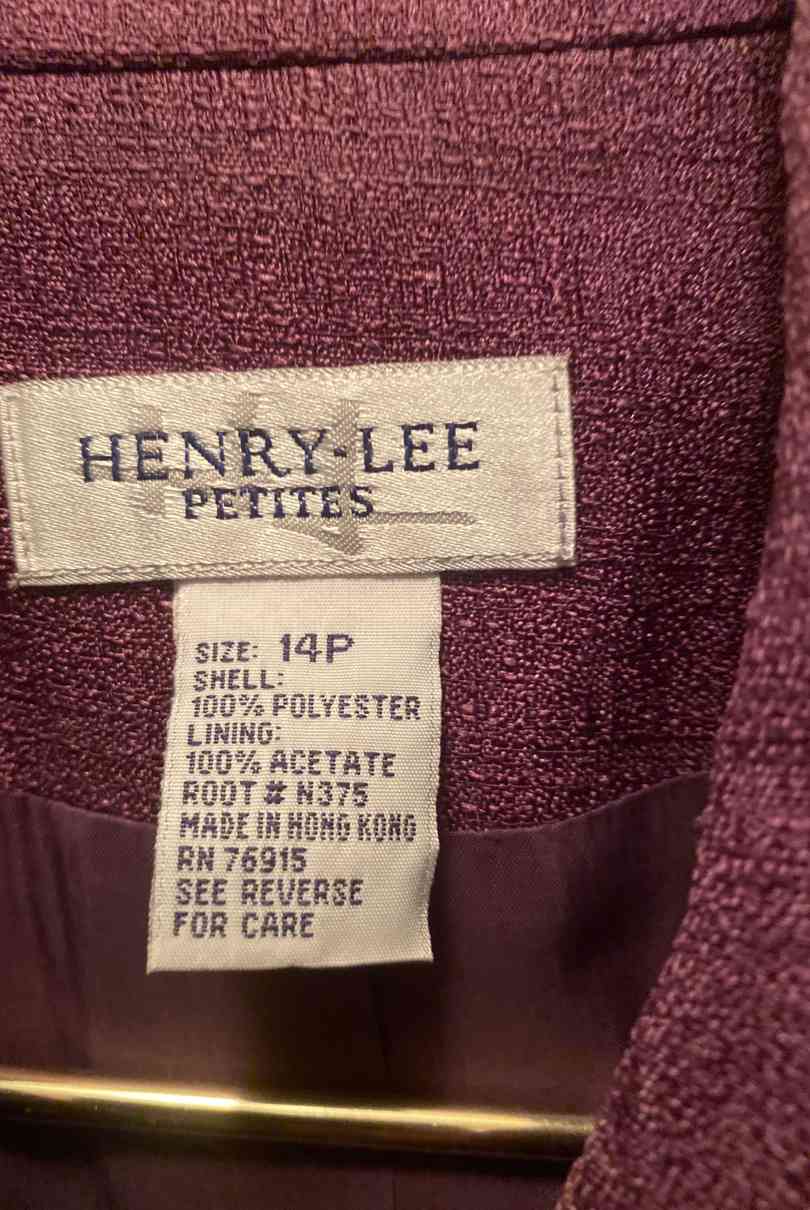 HENRY-LEE
PETITES
SIZE: 14P
SHELL:
100% POLYESTER
LINING:
100% ACETATE
ROOT # N375
MADE IN HONG KONG
RN 76915
SEE REVERSE
FOR CARE